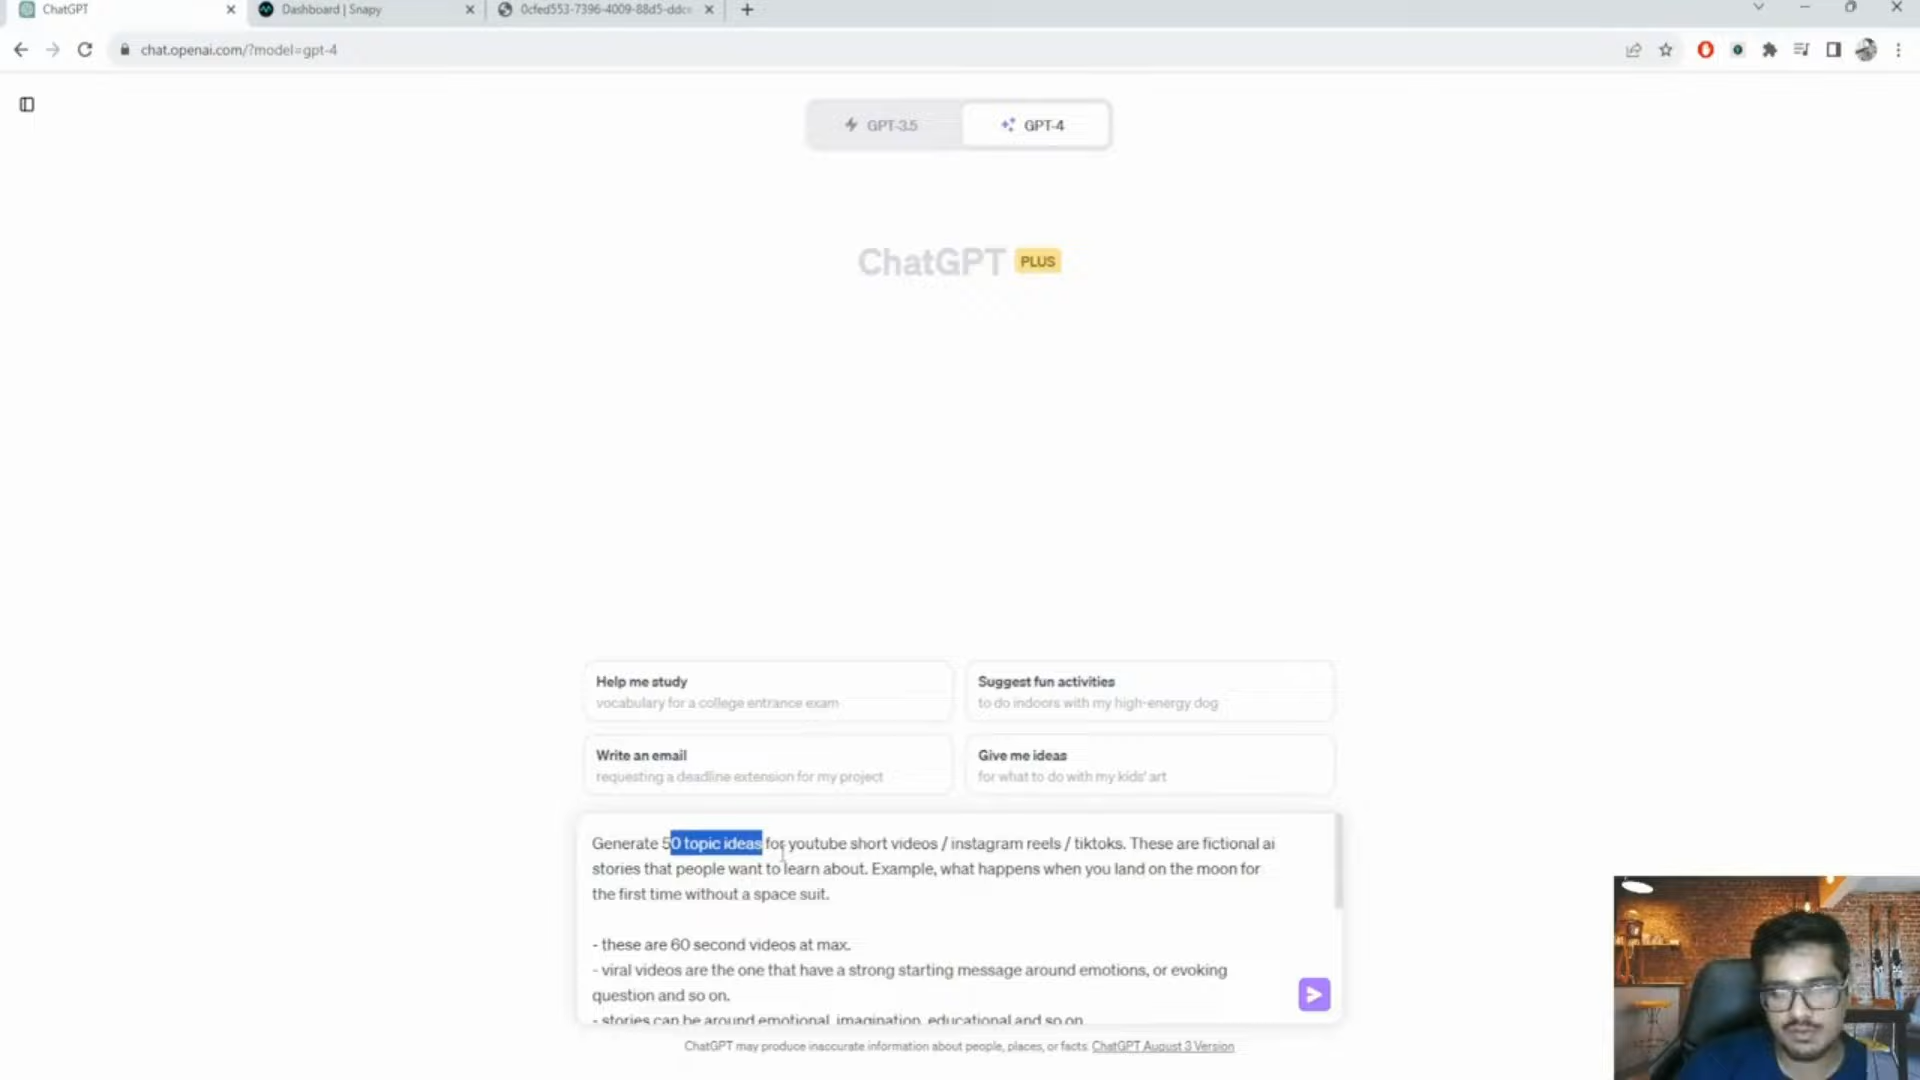 ChatGPT
Dashboard | Snapy
0cfed553-7396-4009-88d5-ddc
chat.openai.com/?model=gpt-4
GPT-3.5
GPT-4
ChatGPT PLUS
Help me study
vocabulary for a college entrance exam
Suggest fun activities
to do indoors with my high-energy dog
Write an email
requesting a deadline extension for my project
Give me ideas
for what to do with my kids' art
Generate 50 topic ideas for youtube short videos / instagram reels / tiktoks. These are fictional ai
stories that people want to learn about. Example, what happens when you land on the moon for
the first time without a space suit.
- these are 60 second videos at max.
- viral videos are the one that have a strong starting message around emotions, or evoking
question and so on.
- stories can be around emotional, imagination, educational and so on
ChatGPT may produce inaccurate information about people, places, or facts. ChatGPT August 3 Version